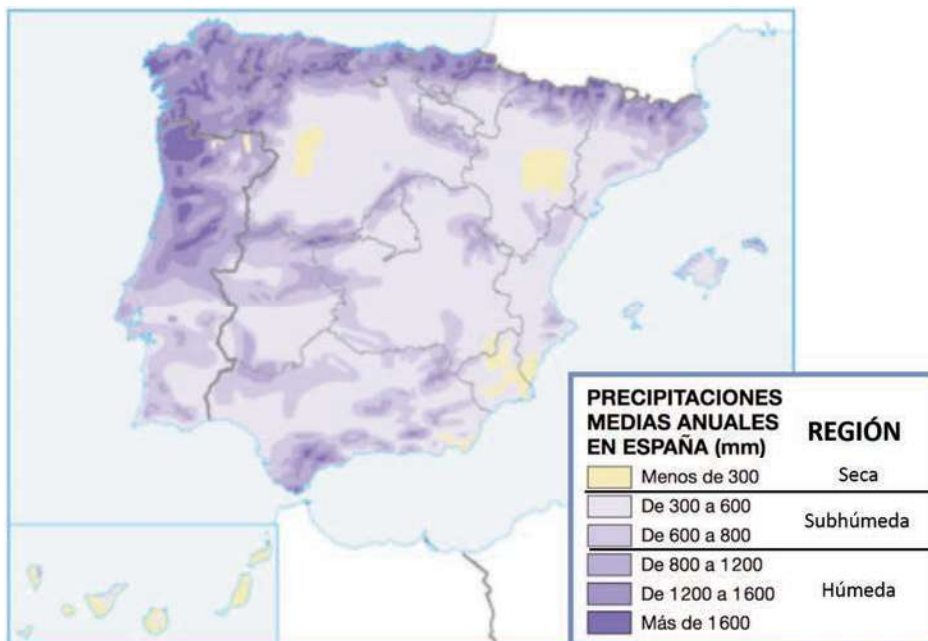 PRECIPITACIONES
MEDIAS ANUALES
EN ESPAÑA (mm)
REGIÓN
Menos de 300
Seca
De 300 a 600
Subhúmeda
De 600 a 800
De 800 a 1200
De 1200 a 1600
Húmeda
Más de 1600